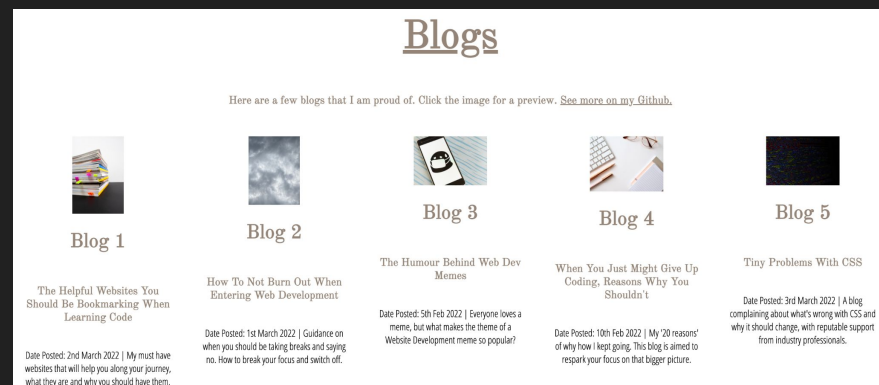 Blogs
Here are a few blogs that I am proud of. Click the image for a preview. See more on my Github.
Blog 1
The Helpful Websites You
Should Be Bookmarking When
Learning Code
Date Posted: 2nd March 2022 | My must have
websites that will help you along your journey,
what they are and why you should have them.
Blog 2
How To Not Burn Out When
Entering Web Development
Date Posted: 1st March 2022 | Guidance on
when you should be taking breaks and saying
no. How to break your focus and switch off.
Blog 3
The Humour Behind Web Dev
Memes
Date Posted: 5th Feb 2022 | Everyone loves a
meme, but what makes the theme of a
Website Development meme so popular?
Blog 4
When You Just Might Give Up
Coding, Reasons Why You
Shouldn't
Date Posted: 10th Feb 2022 | My '20 reasons'
of why how I kept going. This blog is aimed to
respark your focus on that bigger picture.
Blog 5
Tiny Problems With CSS
Date Posted: 3rd March 2022 | A blog
complaining about what's wrong with CSS and
why it should change, with reputable support
from industry professionals.